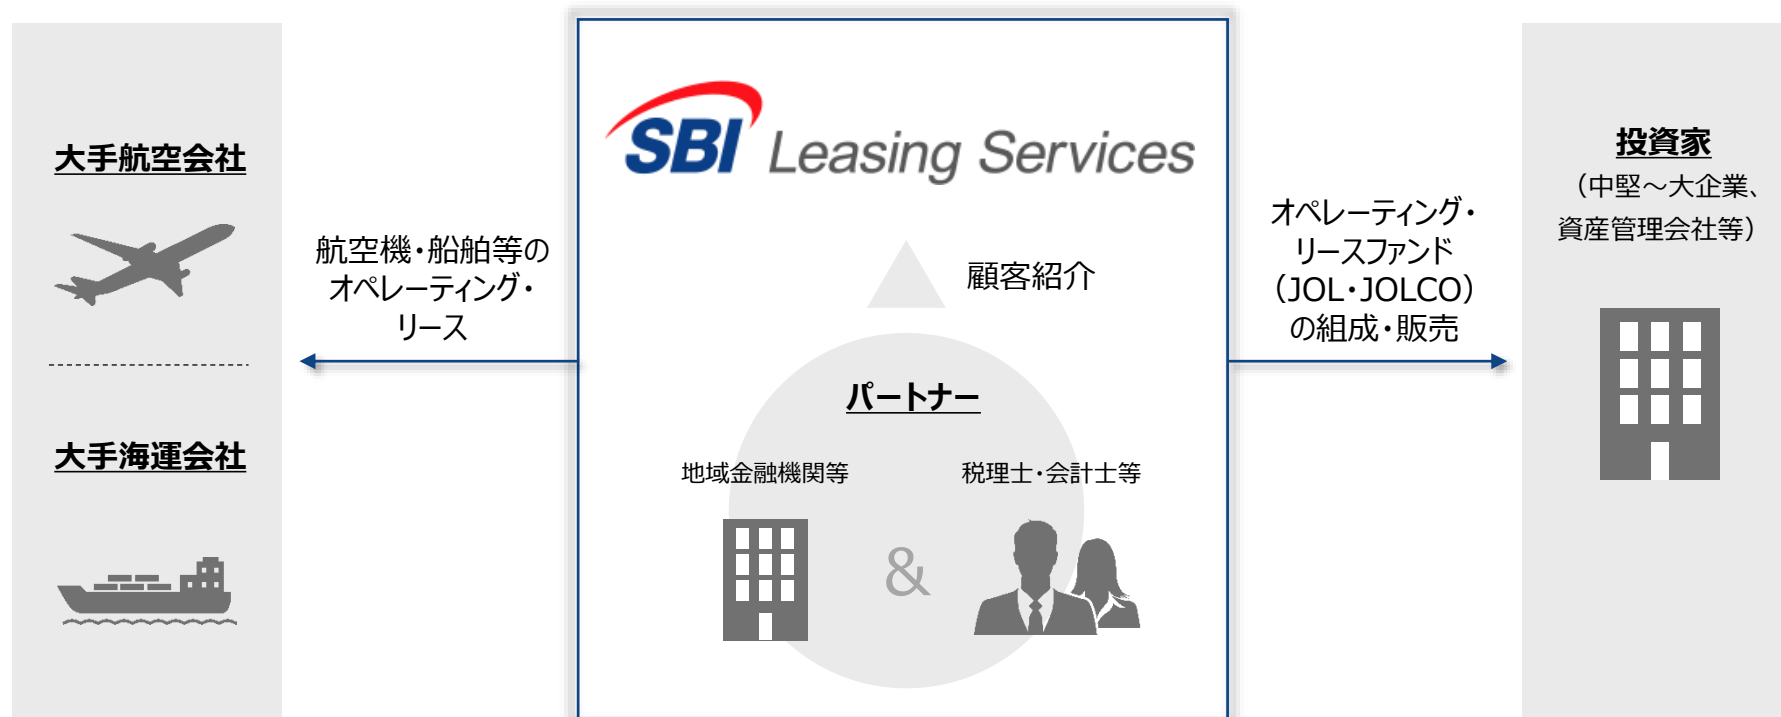 大手航空会社
大手海運会社
航空機・船舶等の
オペレーティング・
リース
SBI Leasing Services
顧客紹介
パートナー
地域金融機関等
税理士・会計士等
&
オペレーティング・
リースファンド
（JOL・JOLCO）
の組成・販売
投資家
（中堅～大企業、
資産管理会社等）